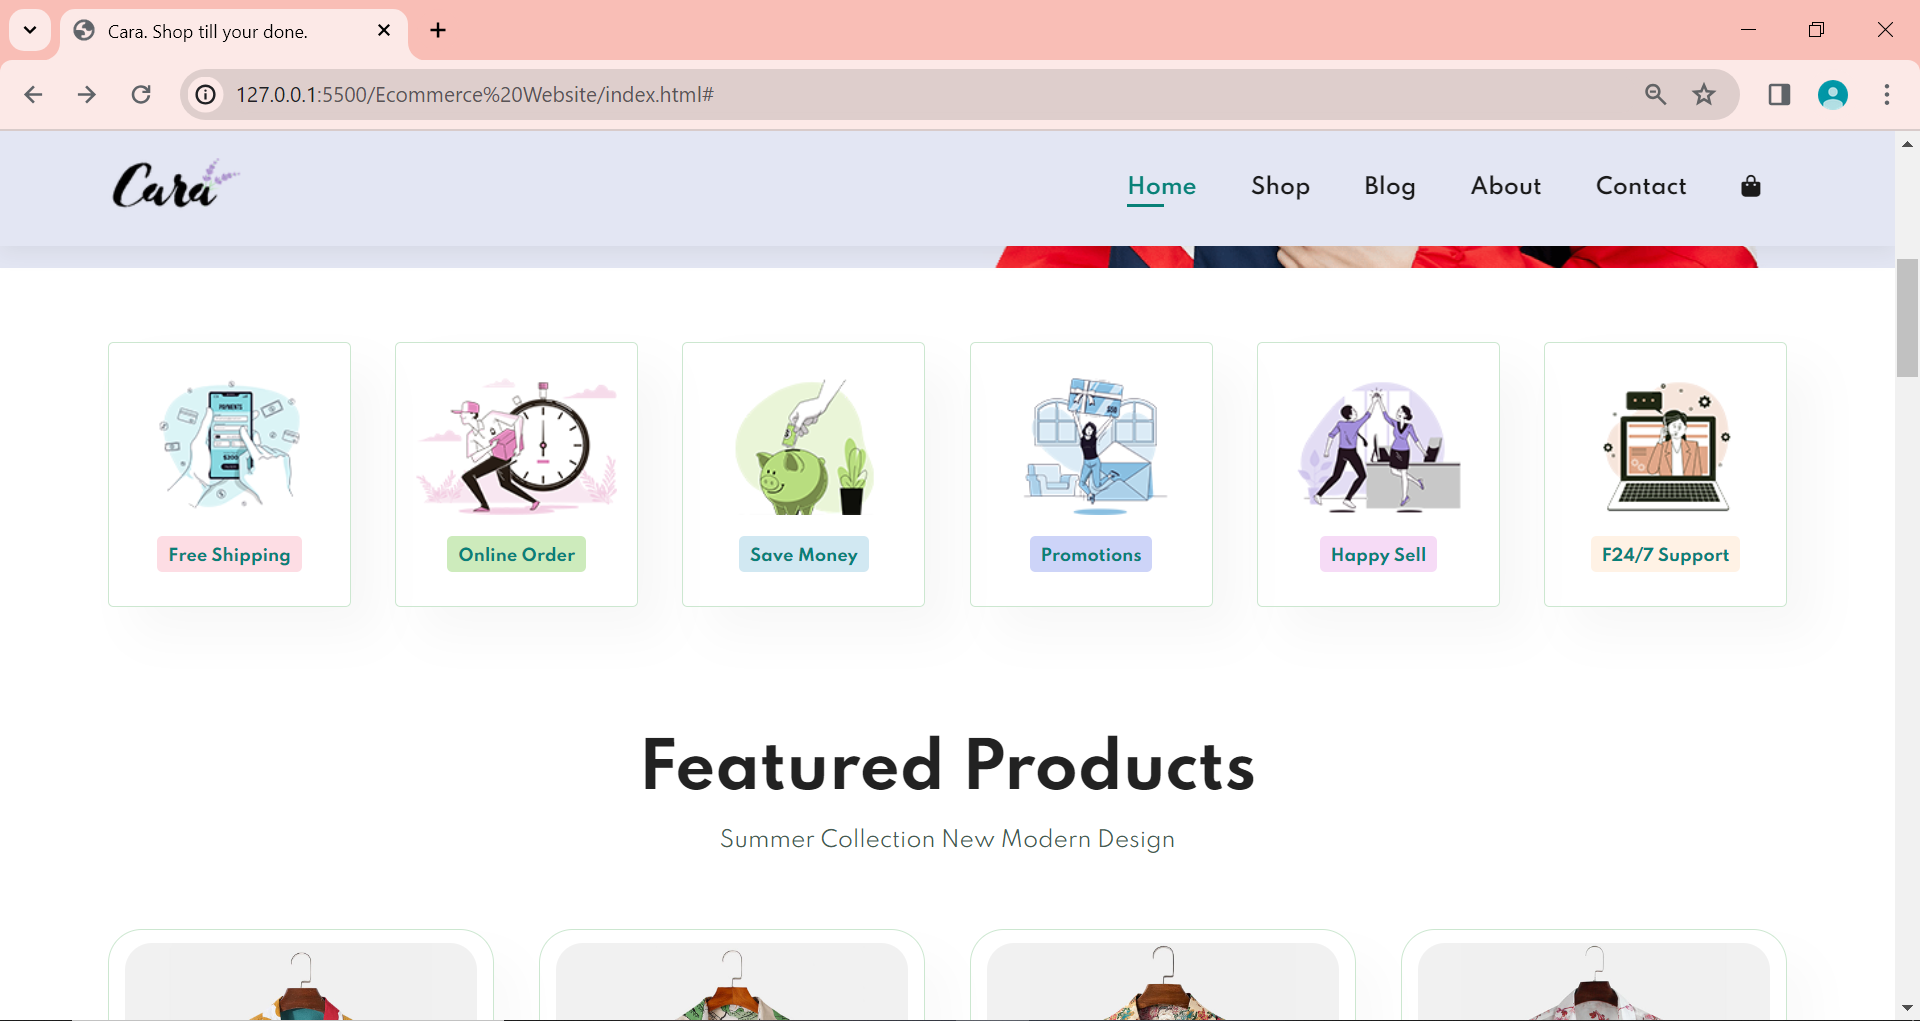 Cara. Shop till your done.
127.0.0.1:5500/Ecommerce%20Website/index.html#
Cara
Home Shop Blog About Contact
PAYMENTS
$200
$50
Free Shipping Online Order Save Money Promotions Happy Sell F24/7 Support
Featured Products
Summer Collection New Modern Design